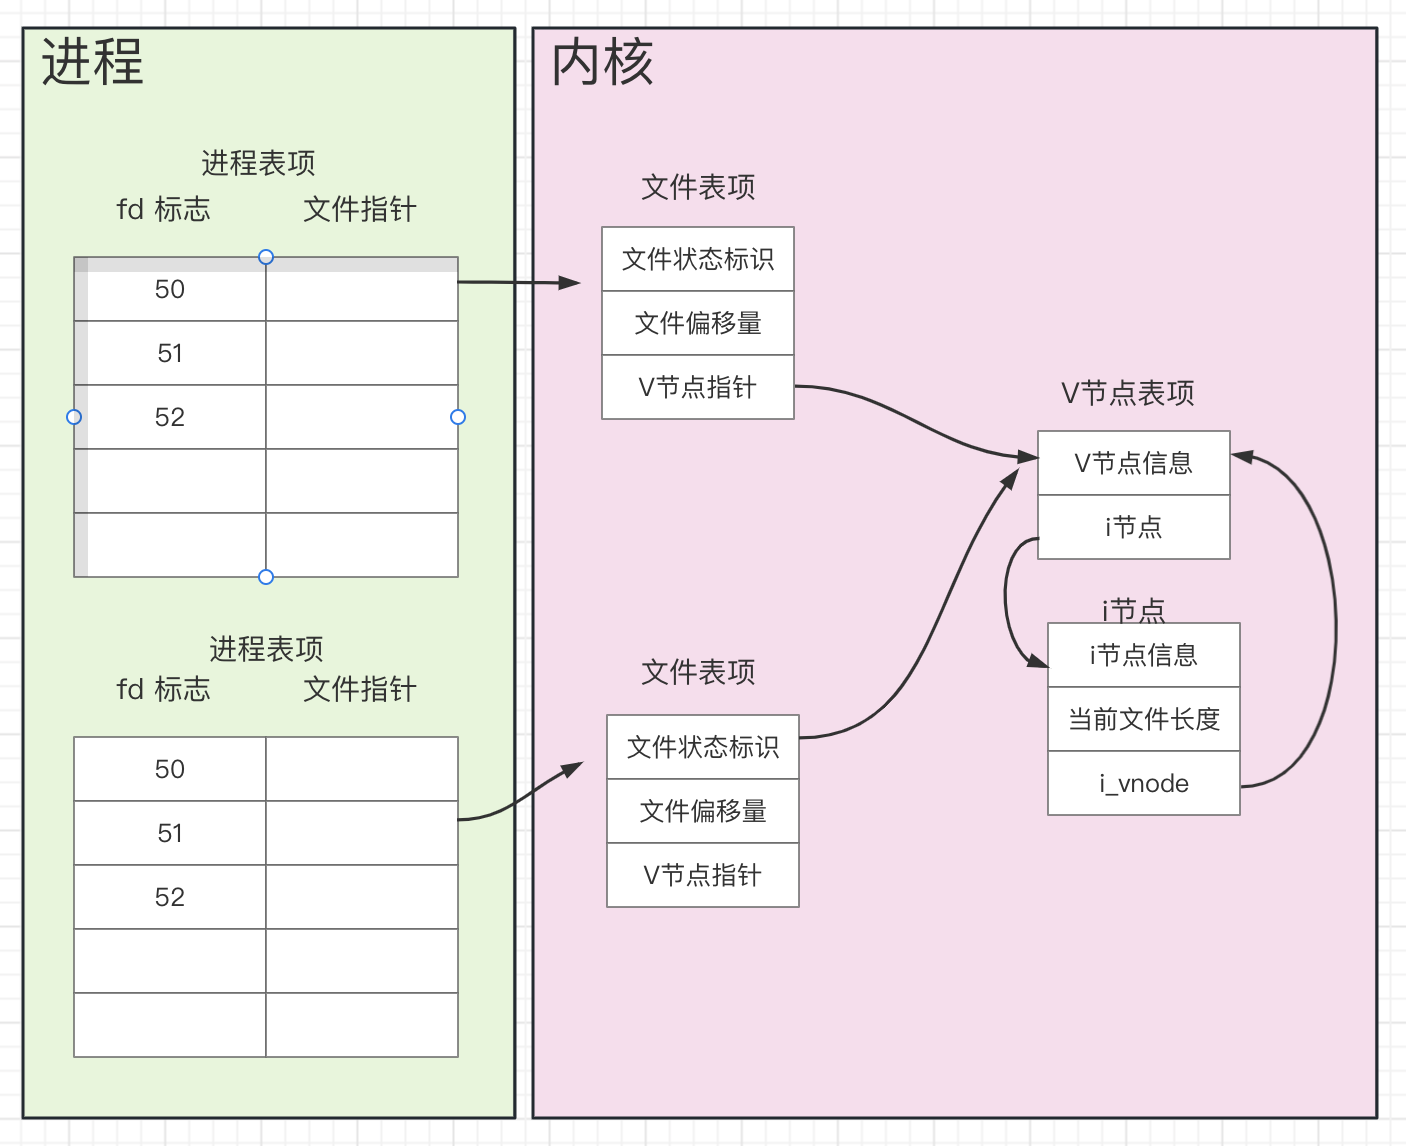 进程
进程表项
fd 标志 文件指针
50
51
52
进程表项
fd 标志 文件指针
50
51
52
内核
文件表项
文件状态标识
文件偏移量
V节点指针
文件表项
文件状态标识
文件偏移量
V节点指针
V节点表项
V节点信息
i节点
i节点
i节点信息
当前文件长度
i_vnode